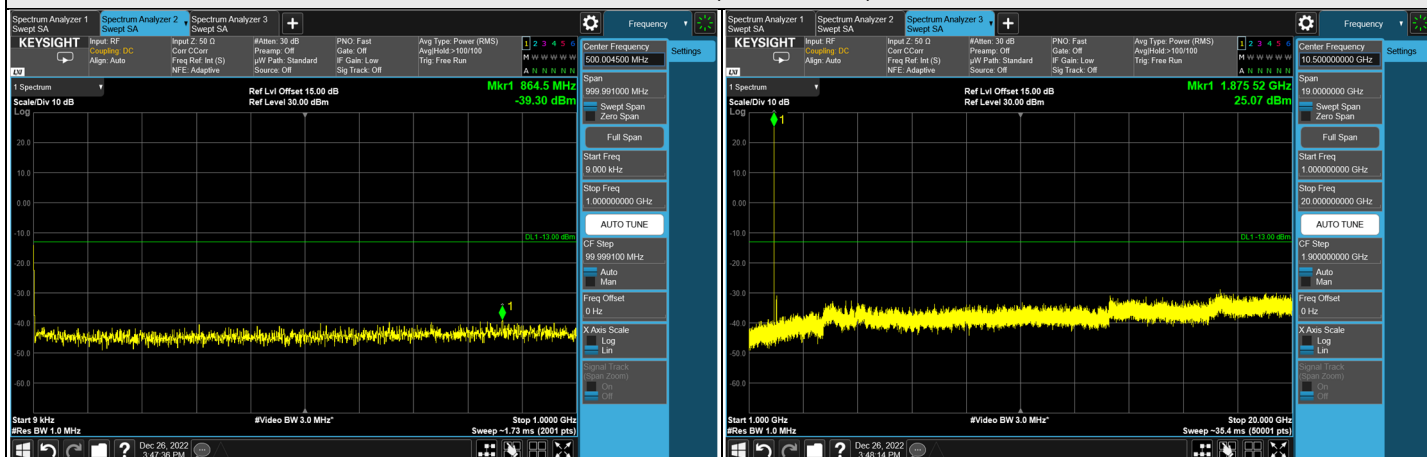 Spectrum Analyzer 1
Swept SA
Spectrum Analyzer 2
Swept SA
Spectrum Analyzer 3
Swept SA
KEYSIGHT
LXI
Input: RF
Coupling: DC
Align: Auto
Input Z: 50 Ω
Corr CCorr
Freq Ref: Int (S)
NFE: Adaptive
#Atten: 30 dB
Preamp: Off
µW Path: Standard
Source: Off
PNO: Fast
Gate: Off
IF Gain: Low
Sig Track: Off
Avg Type: Power (RMS)
Avg|Hold:>100/100
Trig: Free Run
1 2 3 4 5 6
M W W W W W
A N N N N N
1 Spectrum
Scale/Div 10 dB
Log
Ref Lvl Offset 15.00 dB
Ref Level 30.00 dBm
Mkr1 864.5 MHz
-39.30 dBm
20.0
10.0
0.00
-10.0
-20.0
-30.0
-40.0
-50.0
-60.0
DL1 -13.00 dBm
1
Start 9 kHz
#Res BW 1.0 MHz
#Video BW 3.0 MHz*
Stop 1.0000 GHz
Sweep ~1.73 ms (2001 pts)
Dec 26, 2022
3:47:36 PM
Frequency
Settings
Center Frequency
500.004500 MHz
Span
999.991000 MHz
Swept Span
Zero Span
Full Span
Start Freq
9.000 kHz
Stop Freq
1.000000000 GHz
AUTO TUNE
CF Step
99.999100 MHz
Auto
Man
Freq Offset
0 Hz
X Axis Scale
Log
Lin
Signal Track
(Span Zoom)
On
Off
Spectrum Analyzer 1
Swept SA
Spectrum Analyzer 2
Swept SA
Spectrum Analyzer 3
Swept SA
KEYSIGHT
LXI
Input: RF
Coupling: DC
Align: Auto
Input Z: 50 Ω
Corr CCorr
Freq Ref: Int (S)
NFE: Adaptive
#Atten: 30 dB
Preamp: Off
µW Path: Standard
Source: Off
PNO: Fast
Gate: Off
IF Gain: Low
Sig Track: Off
Avg Type: Power (RMS)
Avg|Hold:>100/100
Trig: Free Run
1 2 3 4 5 6
M W W W W W
A N N N N N
1 Spectrum
Scale/Div 10 dB
Log
Ref Lvl Offset 15.00 dB
Ref Level 30.00 dBm
Mkr1 1.875 52 GHz
25.07 dBm
20.0
10.0
0.00
-10.0
-20.0
-30.0
-40.0
-50.0
-60.0
DL1 -13.00 dBm
1
Start 1.000 GHz
#Res BW 1.0 MHz
#Video BW 3.0 MHz*
Stop 20.000 GHz
Sweep ~35.4 ms (50001 pts)
Dec 26, 2022
3:48:14 PM
Frequency
Settings
Center Frequency
10.500000000 GHz
Span
19.0000000 GHz
Swept Span
Zero Span
Full Span
Start Freq
1.000000000 GHz
Stop Freq
20.000000000 GHz
AUTO TUNE
CF Step
1.900000000 GHz
Auto
Man
Freq Offset
0 Hz
X Axis Scale
Log
Lin
Signal Track
(Span Zoom)
On
Off